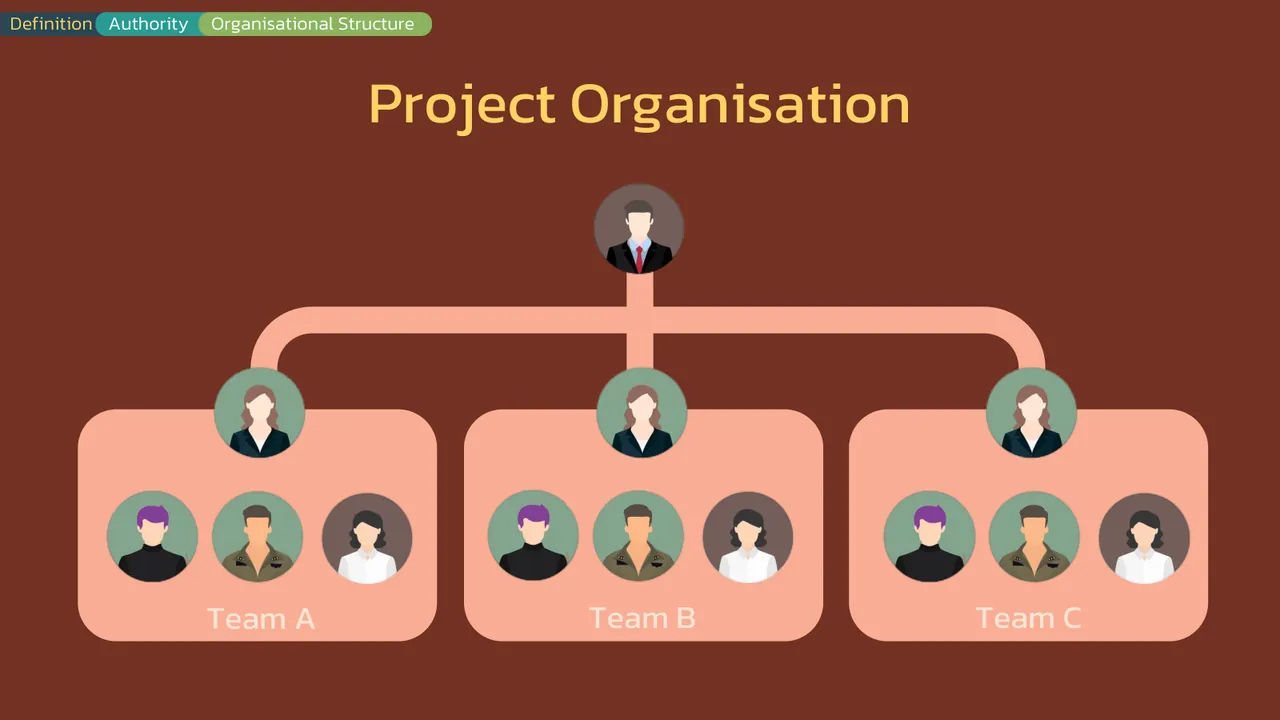 Definition Authority Organisational Structure
Project Organisation
Team A Team B Team C